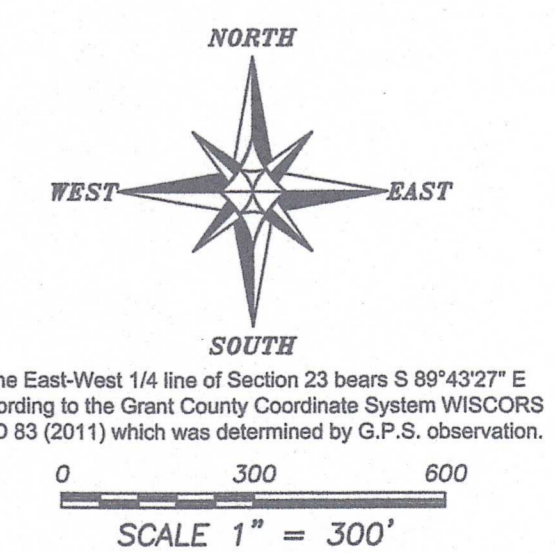 NORTH
WEST EAST
SOUTH
he East-West 1/4 line of Section 23 bears S 89°43'27" E
ording to the Grant County Coordinate System WISCORS
D 83 (2011) which was determined by G.P.S. observation.
0 300 600
SCALE 1" = 300'